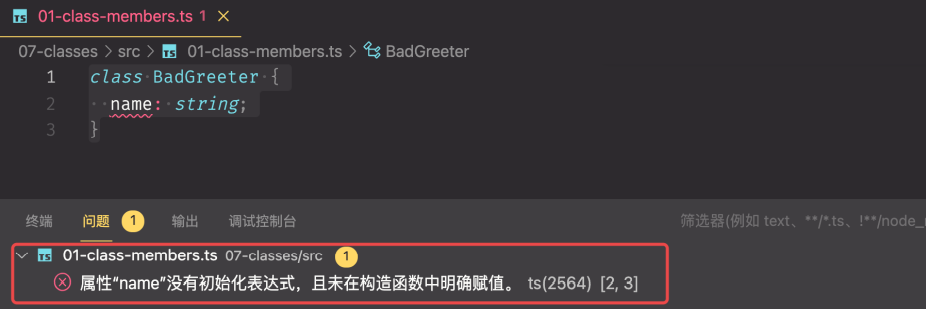 TS 01-class-members.ts 1 ×
07-classes > src > TS 01-class-members.ts > BadGreeter
1 class·BadGreeter·{
2 ··name:·string;
3 }
终端 问题 1 输出 调试控制台 筛选器(例如 text、**/*.ts、!**/node_
TS 01-class-members.ts 07-classes/src 1
属性“name”没有初始化表达式，且未在构造函数中明确赋值。 ts(2564) [2, 3]